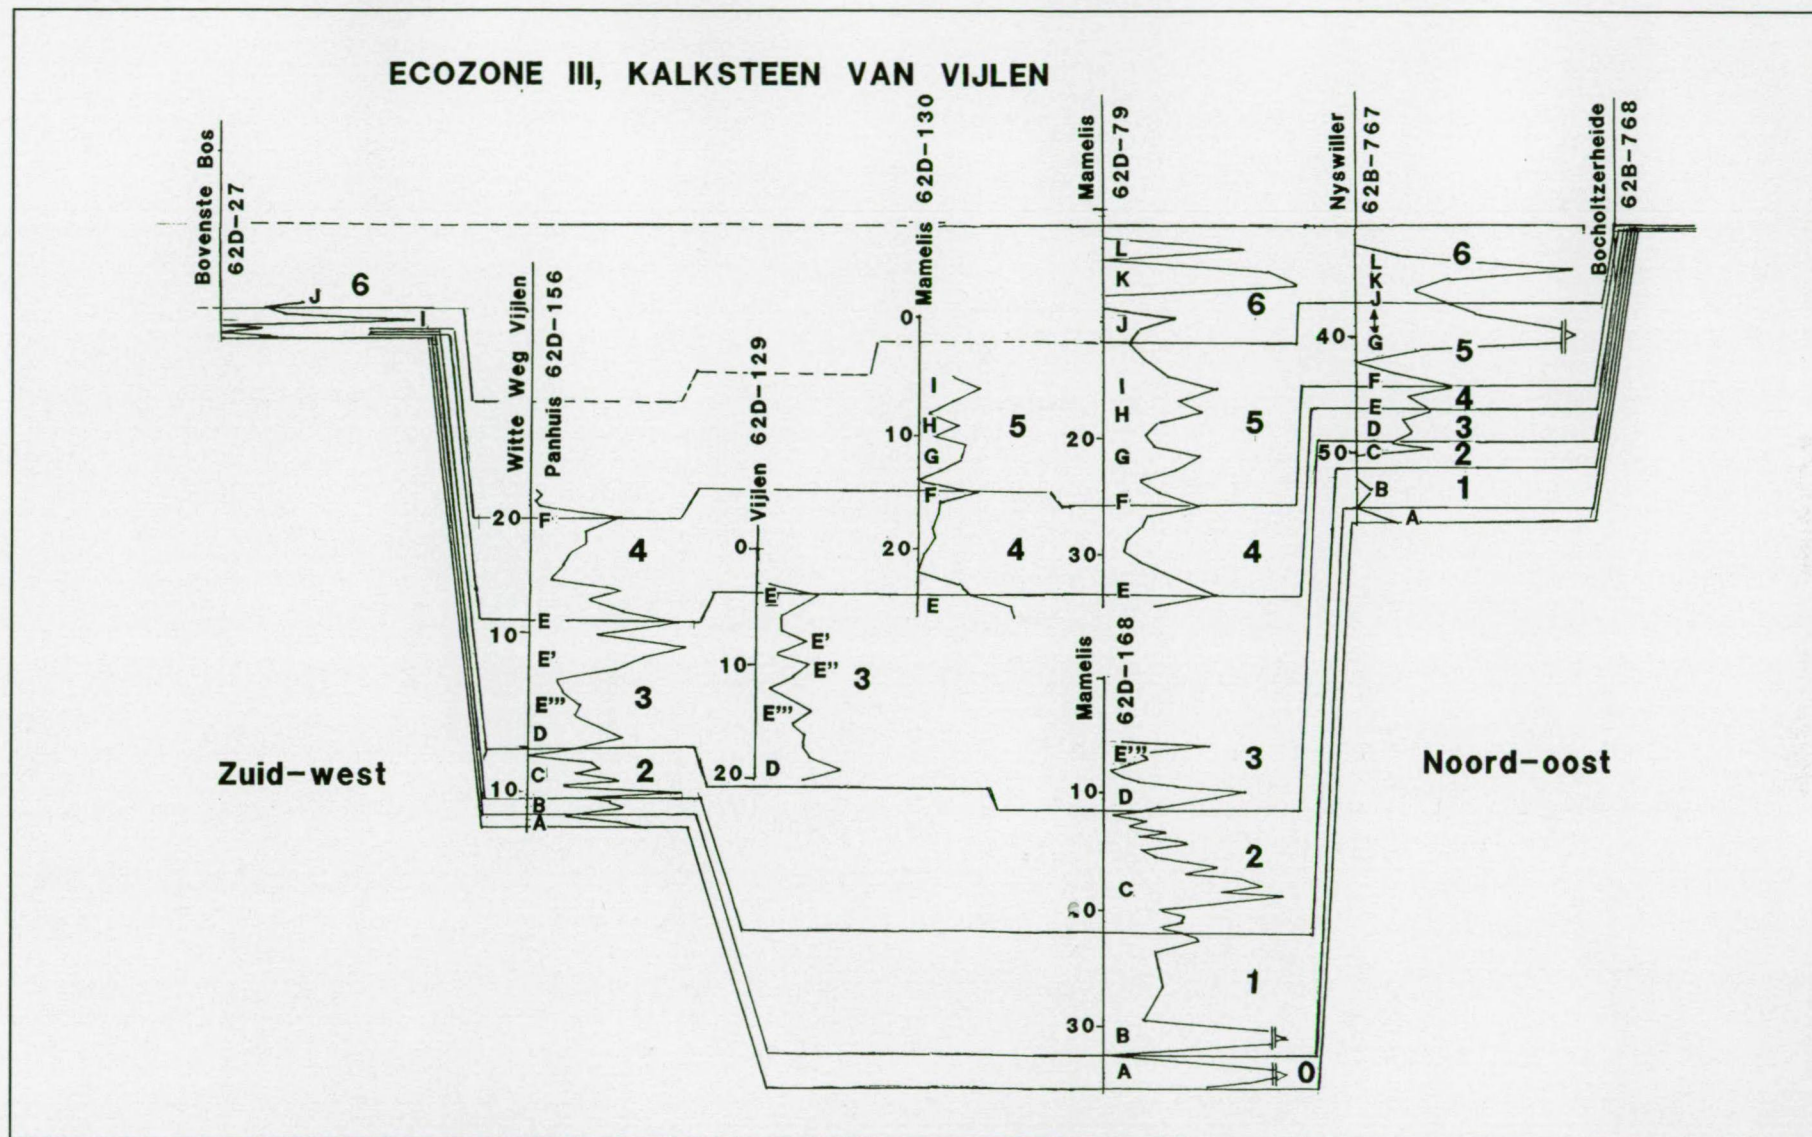 ECOZONE III, KALKSTEEN VAN VIJLEN
Bovenste Bos
62D-27
J
6
I
Witte Weg Vijlen
Panhuis 62D-156
20
F
4
E
10
E'
E'''
3
D
C
2
10
B
A
Vijlen 62D-129
0
E
E'
10
E''
3
E'''
20
D
Mamelis 62D-130
0
I
H
10
5
G
F
20
4
E
Mamelis
62D-79
L
K
6
J
I
H
5
20
G
F
30
4
E
Mamelis
62D-168
E'''
3
10
D
2
C
20
1
30
B
A
0
Nyswiller
62B-767
6
L
K
J
40
G
5
F
4
E
D
3
50
C
2
B
1
A
Bocholtzerheide
62B-768
Zuid-west
Noord-oost